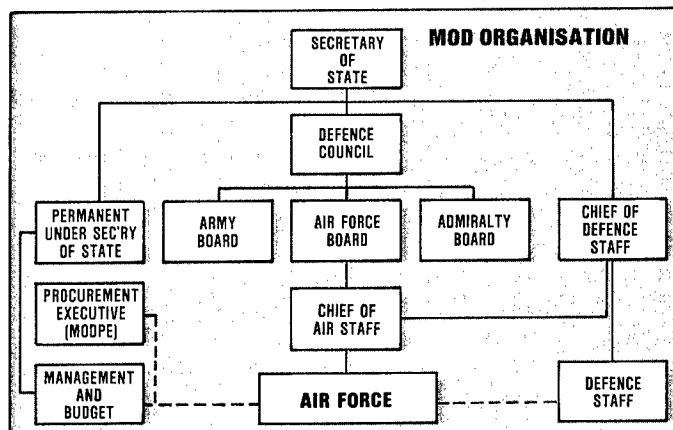 MOD ORGANISATION
SECRETARY
OF
STATE
DEFENCE
COUNCIL
PERMANENT
UNDER SEC'RY
OF STATE
ARMY
BOARD
AIR FORCE
BOARD
ADMIRALTY
BOARD
CHIEF OF
DEFENCE
STAFF
PROCUREMENT
EXECUTIVE
(MODPE)
CHIEF OF
AIR STAFF
MANAGEMENT
AND
BUDGET
AIR FORCE
DEFENCE
STAFF